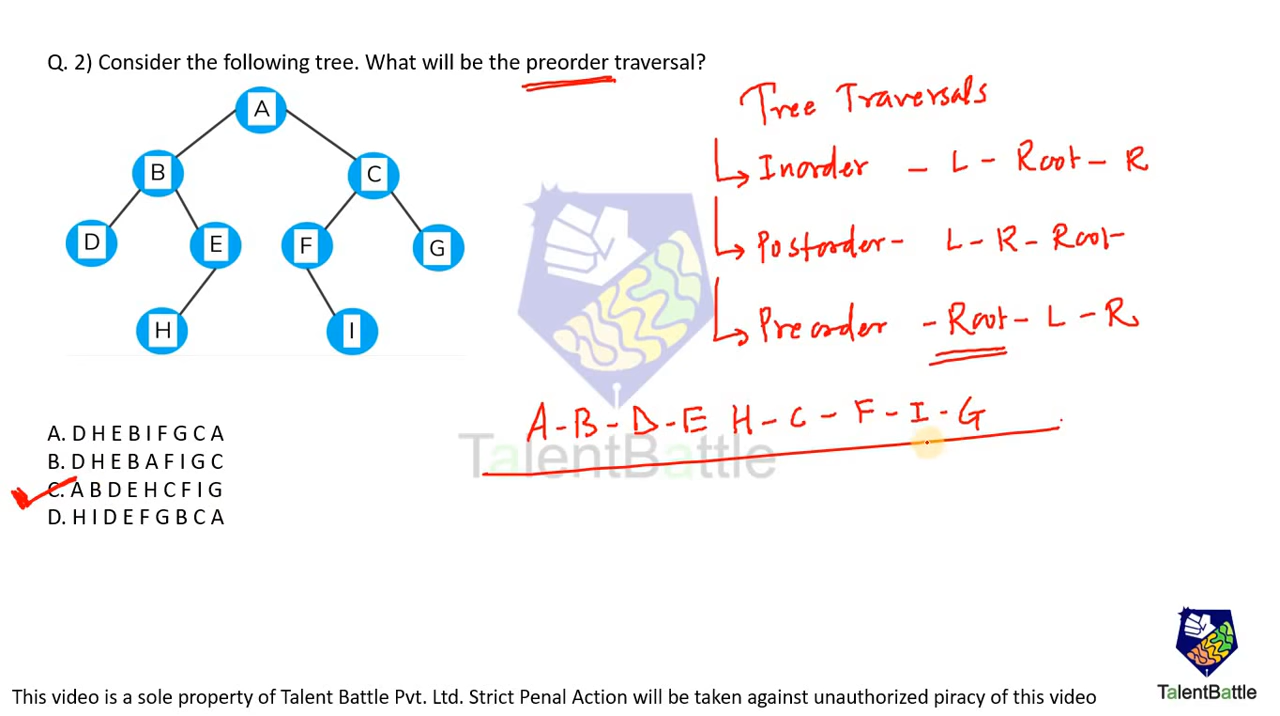 Q. 2) Consider the following tree. What will be the preorder traversal?
A
B
C
D
E
F
G
H
I
Tree Traversals
Inorder - L - Root - R
Postorder - L - R - Root
Preorder - Root - L - R
A-B-D-E H-C-F-I-G
TalentBattle
A. D H E B I F G C A
B. D H E B A F I G C
C. A B D E H C F I G
D. H I D E F G B C A
TalentBattle
This video is a sole property of Talent Battle Pvt. Ltd. Strict Penal Action will be taken against unauthorized piracy of this video